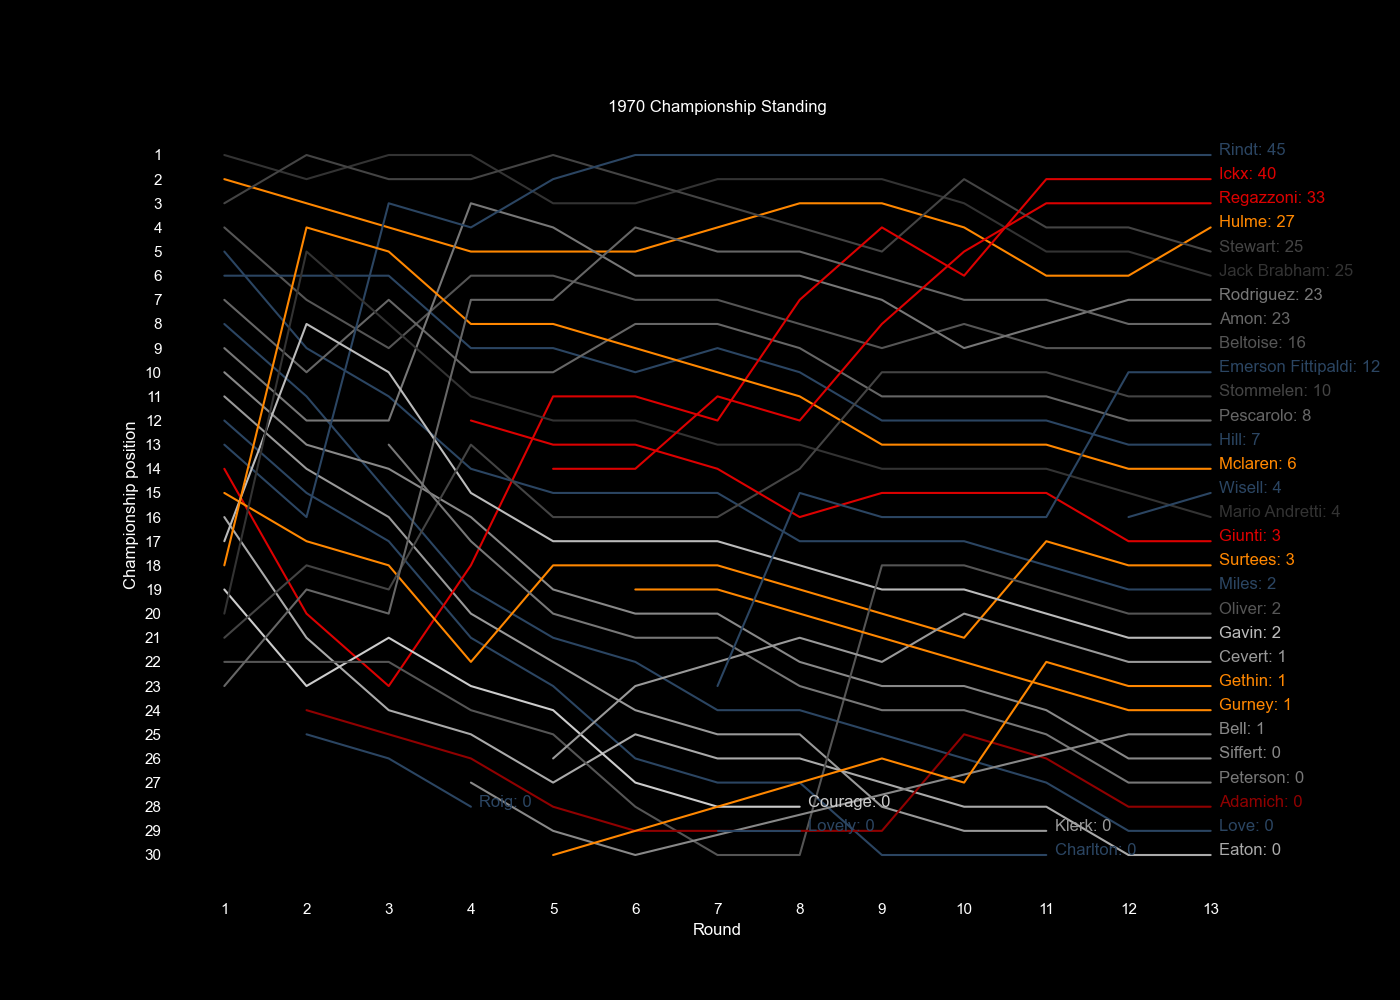 1970 Championship Standing
Championship position
1
2
3
4
5
6
7
8
9
10
11
12
13
14
15
16
17
18
19
20
21
22
23
24
25
26
27
28
29
30
Rindt: 45
Ickx: 40
Regazzoni: 33
Hulme: 27
Stewart: 25
Jack Brabham: 25
Rodriguez: 23
Amon: 23
Beltoise: 16
Emerson Fittipaldi: 12
Stommelen: 10
Pescarolo: 8
Hill: 7
Mclaren: 6
Wisell: 4
Mario Andretti: 4
Giunti: 3
Surtees: 3
Miles: 2
Oliver: 2
Gavin: 2
Cevert: 1
Gethin: 1
Gurney: 1
Bell: 1
Siffert: 0
Peterson: 0
Adamich: 0
Love: 0
Eaton: 0
Roig: 0
Courage: 0
Lovely: 0
Klerk: 0
Charlton: 0
1 2 3 4 5 6 7 8 9 10 11 12 13
Round